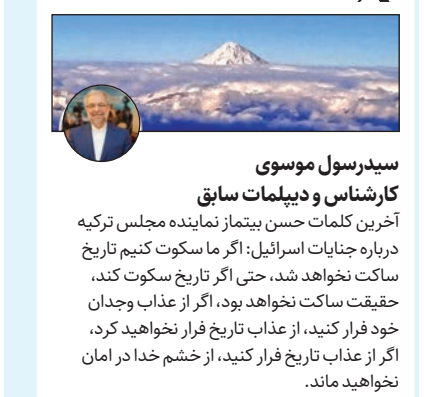 سیدرسول موسوی
کارشناس و دیپلمات سابق
آخرین کلمات حسن بیتماز نماینده مجلس ترکیه
درباره جنایات اسرائیل: اگر ما سکوت کنیم تاریخ
ساکت نخواهد شد، حتی اگر تاریخ سکوت کند،
حقیقت ساکت نخواهد بود، اگر از عذاب وجدان
خود فرار کنید، از عذاب تاریخ فرار نخواهید کرد،
اگر از عذاب تاریخ فرار کنید، از خشم خدا در امان
نخواهید ماند.